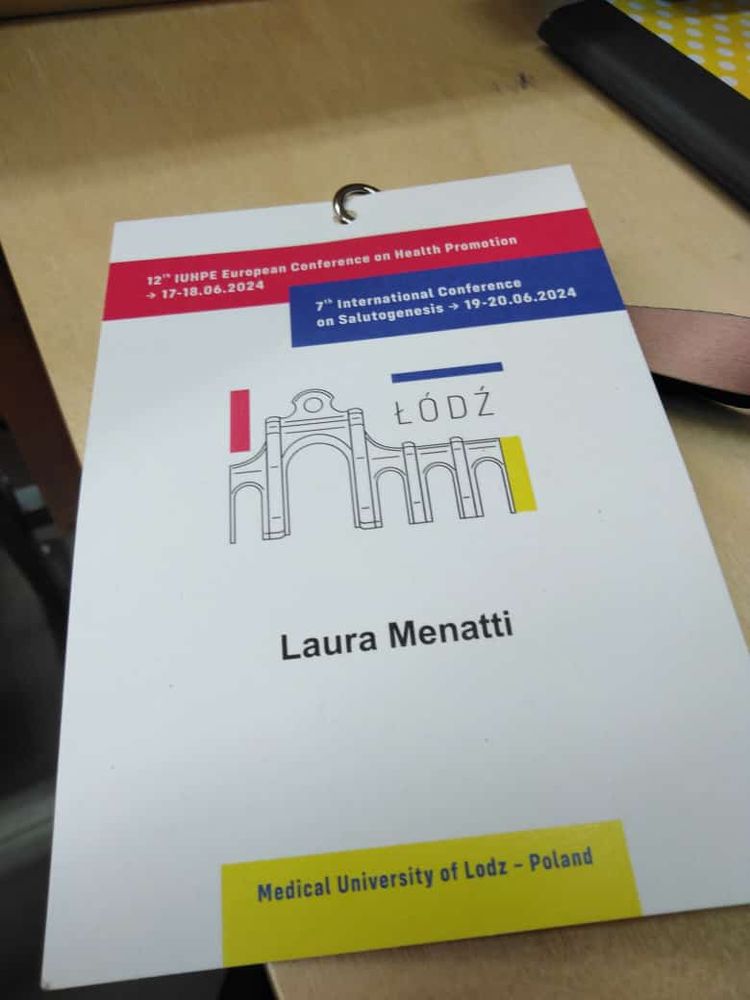 12th IUHPE European Conference on Health Promotion
→ 17-18.06.2024
7th International Conference
on Salutogenesis → 19-20.06.2024
ŁÓDŹ
Laura Menatti
Medical University of Lodz – Poland